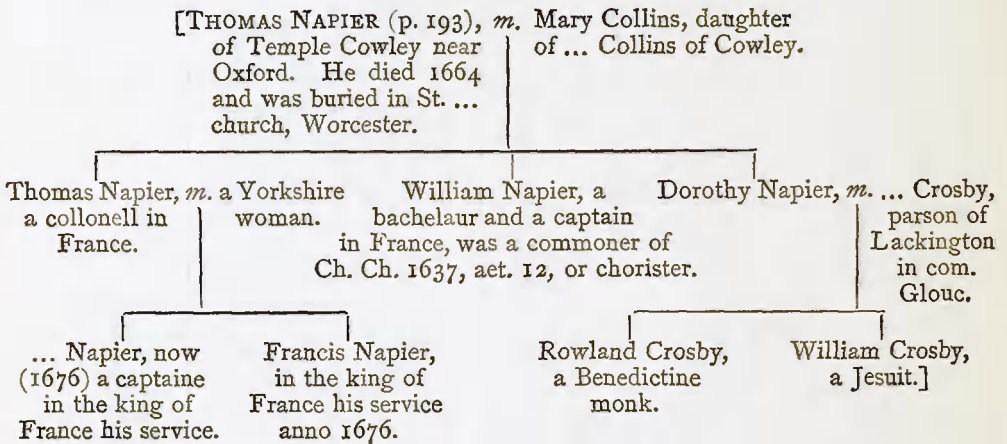 [THOMAS NAPIER (p. 193), m. Mary Collins, daughter
of Temple Cowley near of ... Collins of Cowley.
Oxford. He died 1664
and was buried in St. ...
church, Worcester.
Thomas Napier, m. a Yorkshire
a collonell in woman.
France.
William Napier, a
bachelaur and a captain
in France, was a commoner of
Ch. Ch. 1637, aet. 12, or chorister.
Dorothy Napier, m. ... Crosby,
parson of
Lackington
in com.
Glouc.
... Napier, now
(1676) a captaine
in the king of
France his service.
Francis Napier,
in the king of
France his service
anno 1676.
Rowland Crosby,
a Benedictine
monk.
William Crosby,
a Jesuit.]